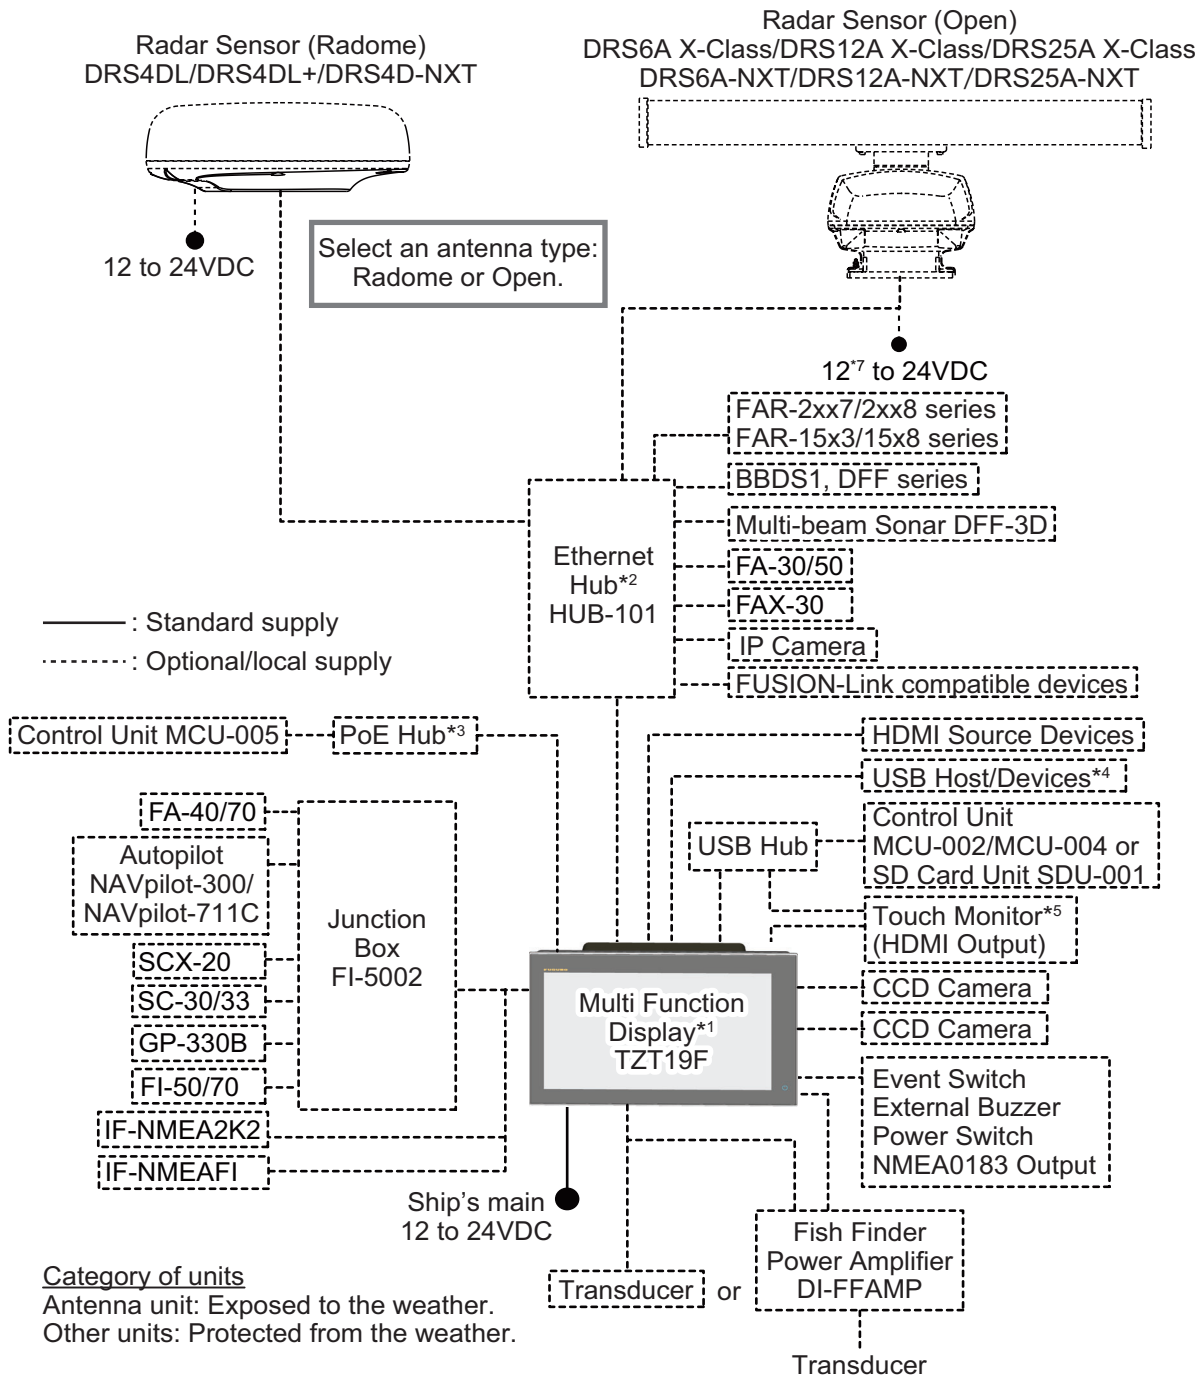 Radar Sensor (Radome)
DRS4DL/DRS4DL+/DRS4D-NXT
Radar Sensor (Open)
DRS6A X-Class/DRS12A X-Class/DRS25A X-Class
DRS6A-NXT/DRS12A-NXT/DRS25A-NXT
12 to 24VDC
Select an antenna type:
Radome or Open.
12*7 to 24VDC
FAR-2xx7/2xx8 series
FAR-15x3/15x8 series
BBDS1, DFF series
Multi-beam Sonar DFF-3D
FA-30/50
FAX-30
IP Camera
FUSION-Link compatible devices
Ethernet
Hub*2
HUB-101
: Standard supply
: Optional/local supply
Control Unit MCU-005
PoE Hub*3
HDMI Source Devices
USB Host/Devices*4
USB Hub
Control Unit
MCU-002/MCU-004 or
SD Card Unit SDU-001
Touch Monitor*5
(HDMI Output)
CCD Camera
CCD Camera
Event Switch
External Buzzer
Power Switch
NMEA0183 Output
FA-40/70
Autopilot
NAVpilot-300/
NAVpilot-711C
SCX-20
SC-30/33
GP-330B
FI-50/70
IF-NMEA2K2
IF-NMEAFI
Junction
Box
FI-5002
FURUNO
Multi Function
Display*1
TZT19F
Ship's main
12 to 24VDC
Transducer or
Fish Finder
Power Amplifier
DI-FFAMP
Transducer
Category of units
Antenna unit: Exposed to the weather.
Other units: Protected from the weather.